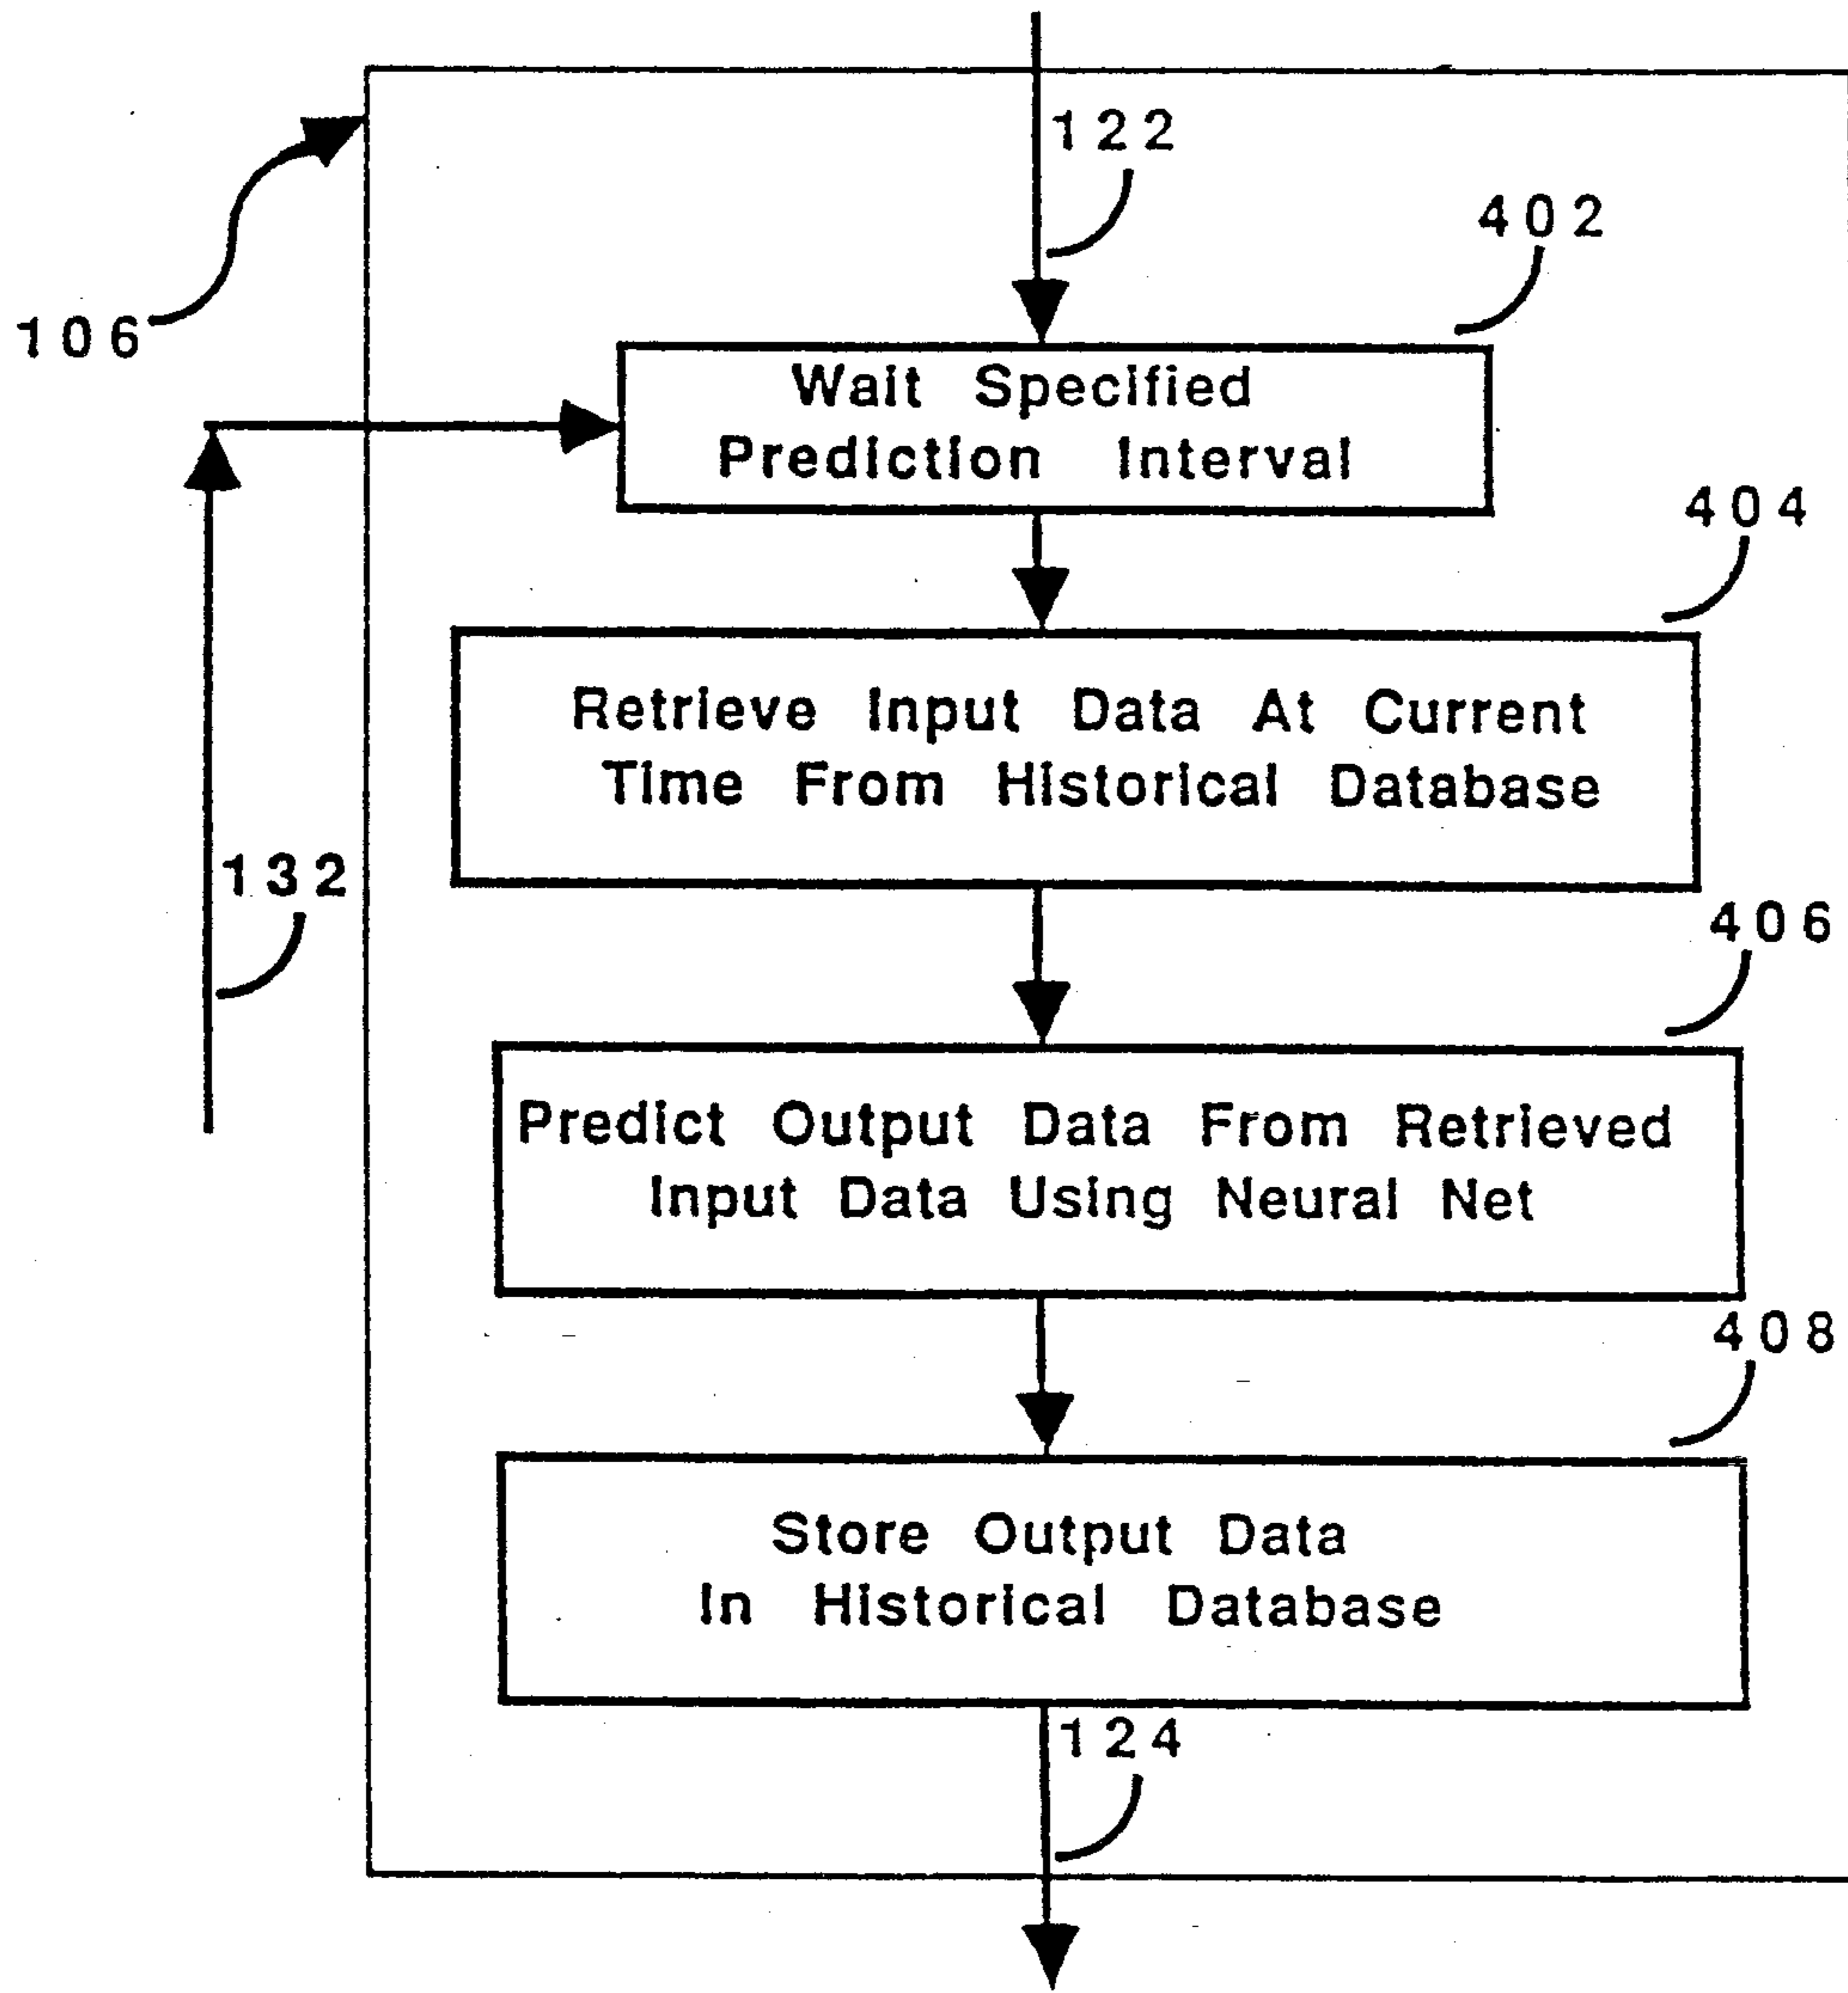 122
402
106
Wait Specified
Prediction Interval
404
Retrieve Input Data At Current
Time From Historical Database
132
406
Predict Output Data From Retrieved
Input Data Using Neural Net
408
Store Output Data
In Historical Database
124